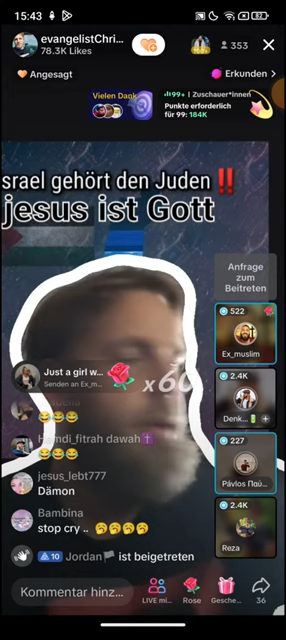 15:43
82
evangelistChri...
78.3K Likes
353
Angesagt
Erkunden >
Vielen Dank
99+ | Zuschauer*innen
Punkte erforderlich
für 99: 184K
srael gehört den Juden !!
jesus ist Gott
Anfrage
zum
Beitreten
522
Ex_muslim
Just a girl w...
Senden an Ex_m...
x60
2.4K
Denk...
😂😂😂
Hamdi_fitrah dawah
😂😂😂
227
Pávlos Παύ...
jesus_lebt777
Dämon
Bambina
stop cry ..
2.4K
Reza
10 Jordan ist beigetreten
Kommentar hinz...
LIVE mi...
Rose
Gesche...
36